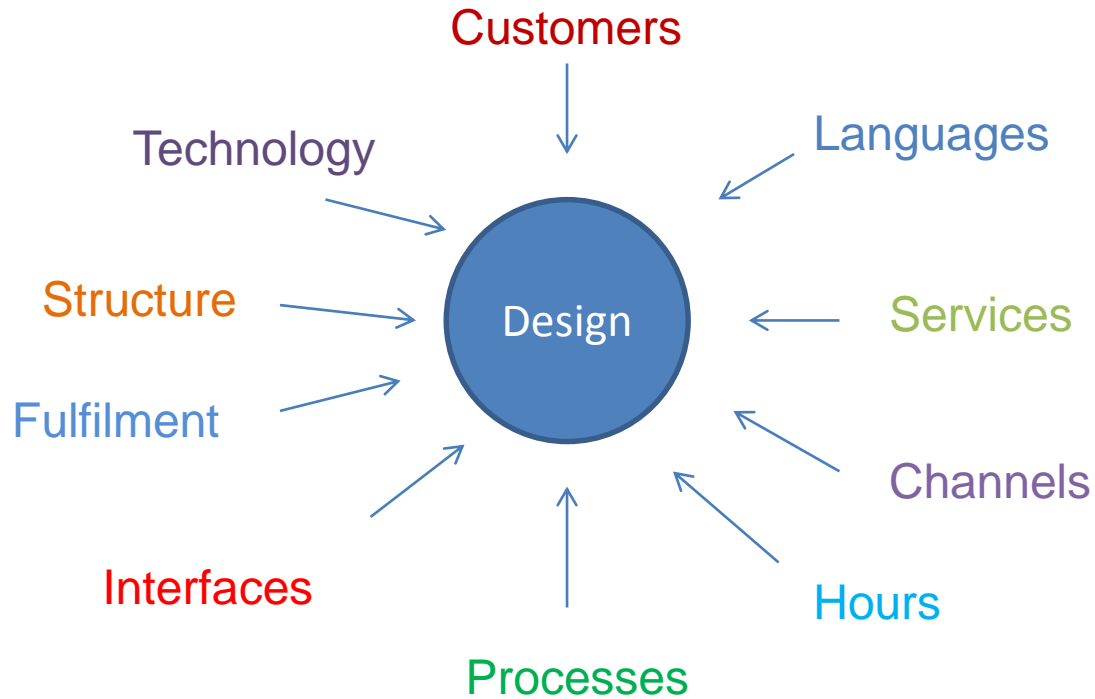 Customers
Technology
Languages
Structure
Design
Services
Fulfilment
Channels
Interfaces
Hours
Processes